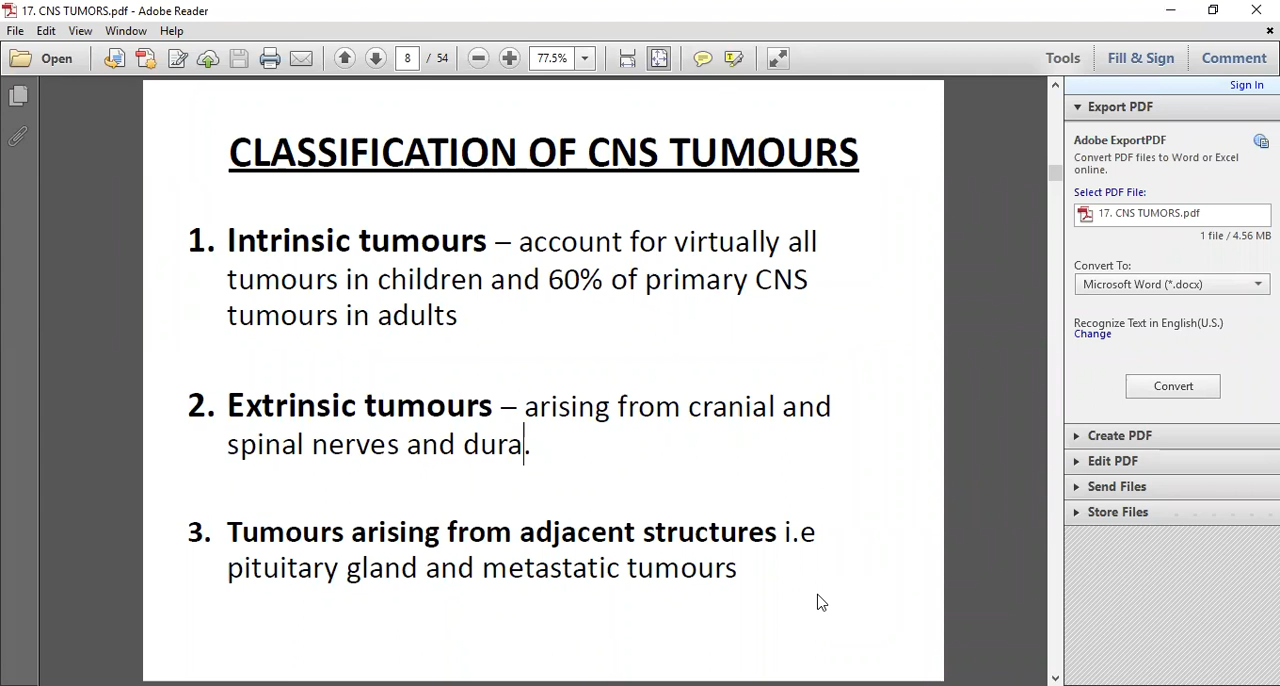 17. CNS TUMORS.pdf - Adobe Reader
File Edit View Window Help
Open 8 / 54 77.5% Tools Fill & Sign Comment
Sign In
CLASSIFICATION OF CNS TUMOURS
1. Intrinsic tumours – account for virtually all
tumours in children and 60% of primary CNS
tumours in adults
2. Extrinsic tumours – arising from cranial and
spinal nerves and dura.
3. Tumours arising from adjacent structures i.e
pituitary gland and metastatic tumours
Export PDF
Adobe ExportPDF
Convert PDF files to Word or Excel
online.
Select PDF File:
17. CNS TUMORS.pdf
1 file / 4.56 MB
Convert To:
Microsoft Word (*.docx)
Recognize Text in English(U.S.)
Change
Convert
Create PDF
Edit PDF
Send Files
Store Files